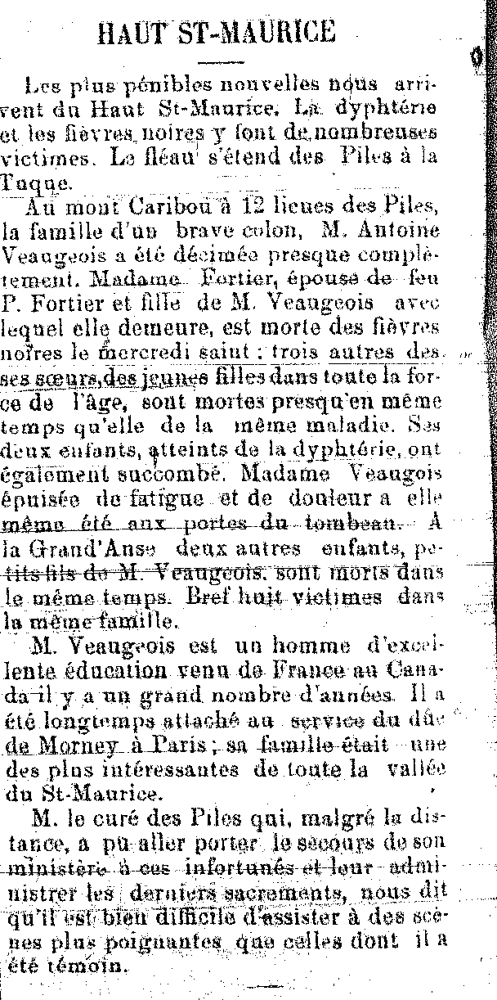 HAUT ST-MAURICE
Les plus pénibles nouvelles nous arri-
vent du Haut St-Maurice. La dyphtérie
et les fièvres noires y font de nombreuses
victimes. Le fléau s'étend des Piles à la
Tuque.
Au mont Caribou à 12 lieues des Piles,
la famille d'un brave colon, M. Antoine
Veaugeois a été décimée presque complè-
tement. Madame Fortier, épouse de feu
P. Fortier et fille de M. Veaugeois avec
lequel elle demeure, est morte des fièvres
noires le mercredi saint ; trois autres des
ses sœurs, des jeunes filles dans toute la for-
ce de l'âge, sont mortes presqu'en même
temps qu'elle de la même maladie. Ses
deux enfants, atteints de la dyphtérie, ont
également succombé. Madame Veaugois
épuisée de fatigue et de douleur a elle
même été aux portes du tombeau. A
la Grand'Anse deux autres enfants, pe-
tits fils de M. Veaugeois. sont morts dans
le même temps. Bref huit victimes dans
la même famille.
M. Veaugeois est un homme d'excel-
lente éducation venu de France au Cana-
da il y a un grand nombre d'années. Il a
été longtemps attaché au service du duc
de Morney à Paris ; sa famille était une
des plus intéressantes de toute la vallée
du St-Maurice.
M. le curé des Piles qui, malgré la dis-
tance, a pu aller porter le secours de son
ministère à ces infortunés et leur admi-
nistrer les derniers sacrements, nous dit
qu'il est bien difficile d'assister à des scè-
nes plus poignantes que celles dont il a
été témoin.